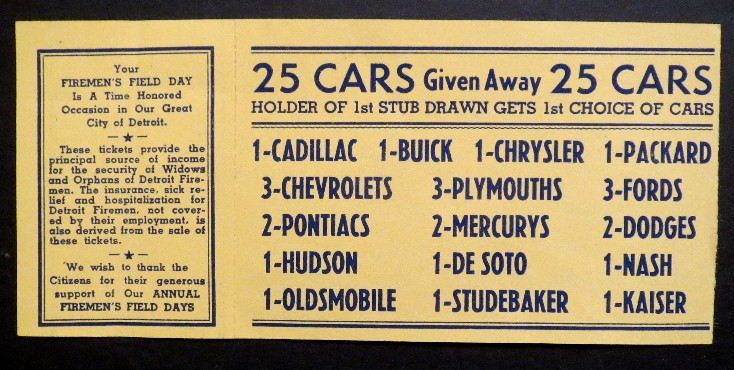 Your
FIREMEN'S FIELD DAY
Is A Time Honored
Occasion in Our Great
City of Detroit.
These tickets provide the
principal source of income
for the security of Widows
and Orphans of Detroit Fire-
men. The insurance, sick re-
lief and hospitalization for
Detroit Firemen, not cover-
ed by their employment, is
also derived from the sale of
these tickets.
We wish to thank the
Citizens for their generous
support of Our ANNUAL
FIREMEN'S FIELD DAYS
25 CARS Given Away 25 CARS
HOLDER OF 1st STUB DRAWN GETS 1st CHOICE OF CARS
1-CADILLAC 1-BUICK 1-CHRYSLER 1-PACKARD
3-CHEVROLETS 3-PLYMOUTHS 3-FORDS
2-PONTIACS 2-MERCURYS 2-DODGES
1-HUDSON 1-DE SOTO 1-NASH
1-OLDSMOBILE 1-STUDEBAKER 1-KAISER